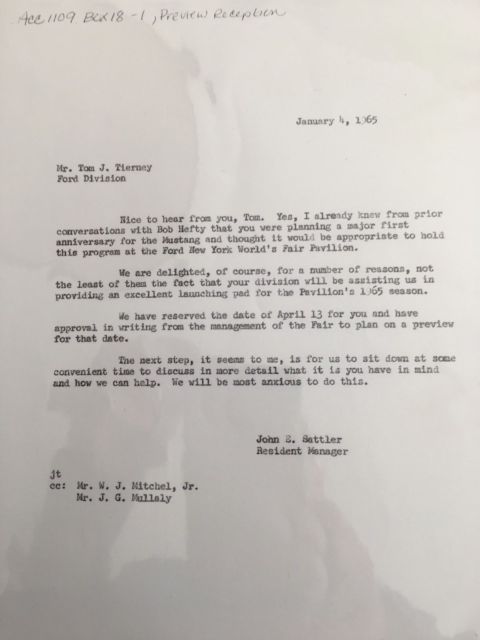 Acc 1109 Box 18-1, Preview Reception
January 4, 1965
Mr. Tom J. Tierney
Ford Division
Nice to hear from you, Tom. Yes, I already knew from prior
conversations with Bob Hefty that you were planning a major first
anniversary for the Mustang and thought it would be appropriate to hold
this program at the Ford New York World's Fair Pavilion.
We are delighted, of course, for a number of reasons, not
the least of them the fact that your division will be assisting us in
providing an excellent launching pad for the Pavilion's 1965 season.
We have reserved the date of April 13 for you and have
approval in writing from the management of the Fair to plan on a preview
for that date.
The next step, it seems to me, is for us to sit down at some
convenient time to discuss in more detail what it is you have in mind
and how we can help. We will be most anxious to do this.
John E. Sattler
Resident Manager
jt
cc: Mr. W. J. Mitchel, Jr.
Mr. J. G. Mullaly